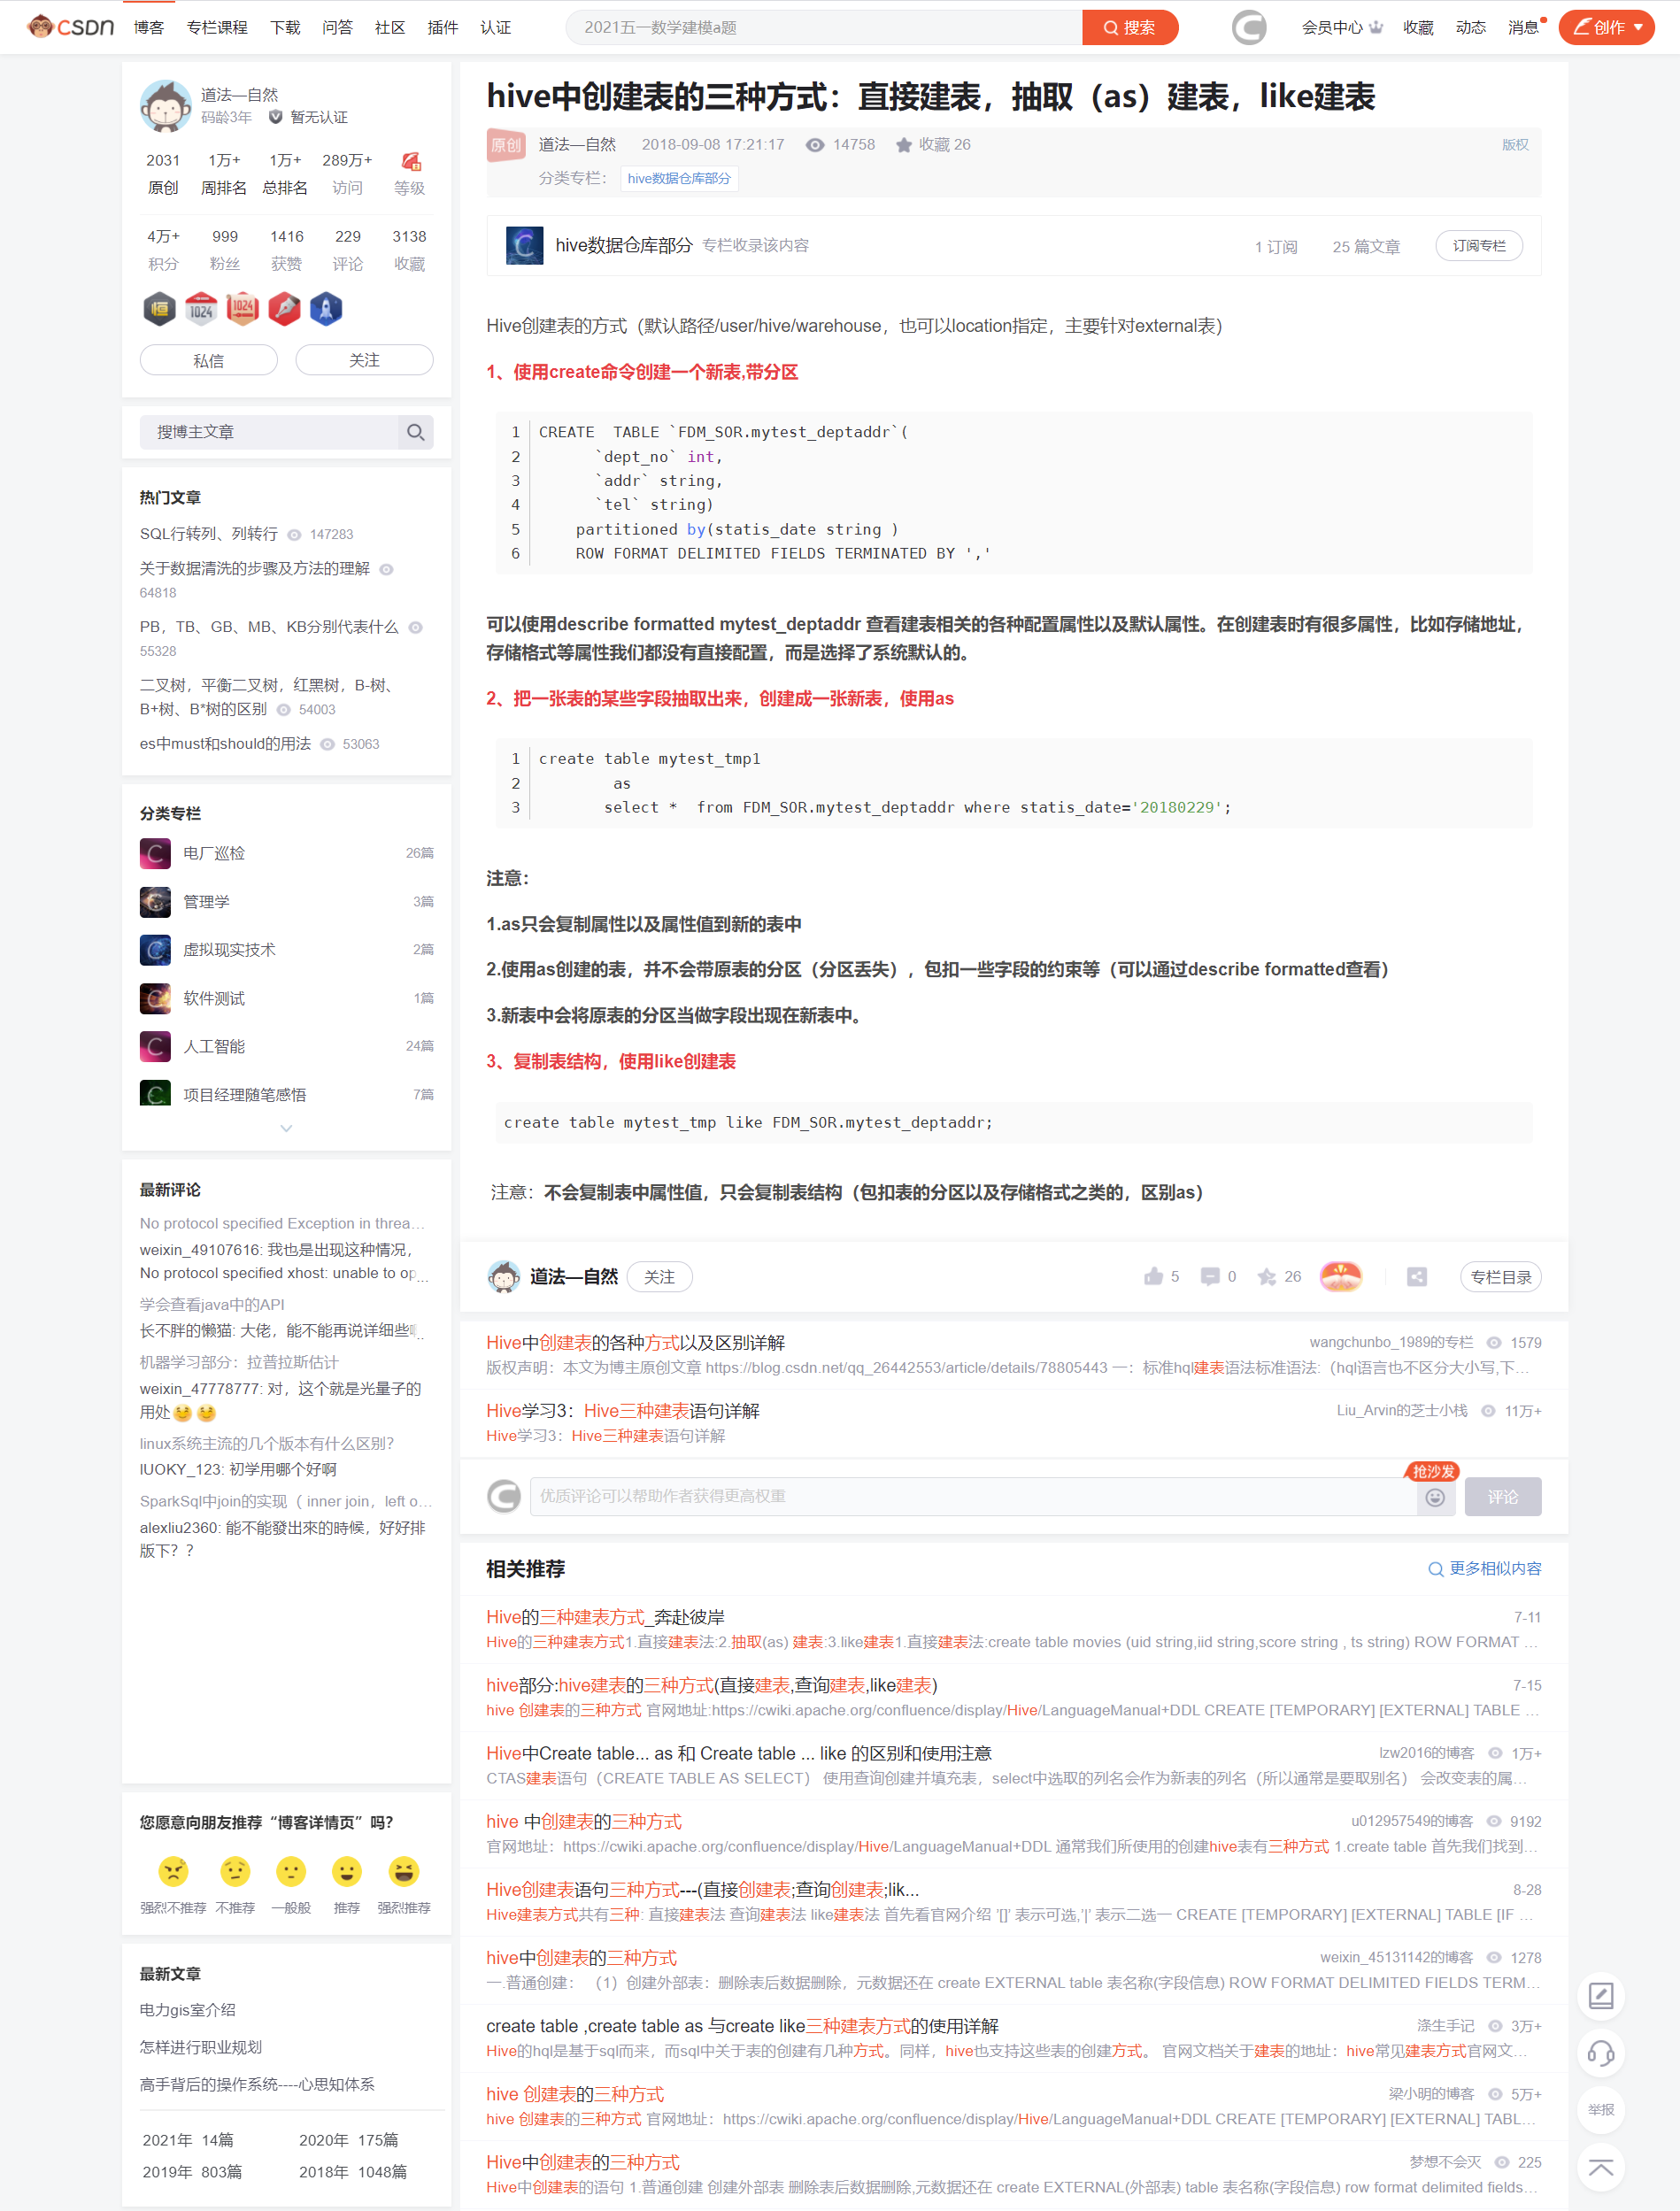 CSDN 博客 专栏课程 下载 问答 社区 插件 认证 2021五一数学建模a题 搜索 会员中心 收藏 动态 消息 创作
道法—自然
码龄3年 暂无认证
2031 1万+ 1万+ 289万+
原创 周排名 总排名 访问 等级
4万+ 999 1416 229 3138
积分 粉丝 获赞 评论 收藏
1024 1024
私信 关注
搜博主文章
热门文章
SQL行转列、列转行 147283
关于数据清洗的步骤及方法的理解
64818
PB，TB、GB、MB、KB分别代表什么
55328
二叉树，平衡二叉树，红黑树，B-树、
B+树、B*树的区别 54003
es中must和should的用法 53063
分类专栏
电厂巡检 26篇
管理学 3篇
虚拟现实技术 2篇
软件测试 1篇
人工智能 24篇
项目经理随笔感悟 7篇
最新评论
No protocol specified Exception in threa…
weixin_49107616: 我也是出现这种情况，
No protocol specified xhost: unable to op...
学会查看java中的API
长不胖的懒猫: 大佬，能不能再说详细些
机器学习部分：拉普拉斯估计
weixin_47778777: 对，这个就是光量子的
用处
linux系统主流的几个版本有什么区别？
IUOKY_123: 初学用哪个好啊
SparkSql中join的实现（ inner join，left o…
alexliu2360: 能不能發出來的時候，好好排
版下？？
您愿意向朋友推荐“博客详情页”吗？
强烈不推荐 不推荐 一般般 推荐 强烈推荐
最新文章
电力gis室介绍
怎样进行职业规划
高手背后的操作系统----心思知体系
2021年 14篇 2020年 175篇
2019年 803篇 2018年 1048篇
hive中创建表的三种方式：直接建表，抽取（as）建表，like建表
原创 道法—自然 2018-09-08 17:21:17 14758 收藏 26 版权
分类专栏： hive数据仓库部分
hive数据仓库部分 专栏收录该内容 1 订阅 25 篇文章 订阅专栏
Hive创建表的方式（默认路径/user/hive/warehouse，也可以location指定，主要针对external表）
1、使用create命令创建一个新表,带分区
1 CREATE  TABLE `FDM_SOR.mytest_deptaddr`(
2 `dept_no` int,
3 `addr` string,
4 `tel` string)
5 partitioned by(statis_date string )
6 ROW FORMAT DELIMITED FIELDS TERMINATED BY ','
可以使用describe formatted mytest_deptaddr 查看建表相关的各种配置属性以及默认属性。在创建表时有很多属性，比如存储地址，
存储格式等属性我们都没有直接配置，而是选择了系统默认的。
2、把一张表的某些字段抽取出来，创建成一张新表，使用as
1 create table mytest_tmp1
2 as
3 select *  from FDM_SOR.mytest_deptaddr where statis_date='20180229';
注意：
1.as只会复制属性以及属性值到新的表中
2.使用as创建的表，并不会带原表的分区（分区丢失），包扣一些字段的约束等（可以通过describe formatted查看）
3.新表中会将原表的分区当做字段出现在新表中。
3、复制表结构，使用like创建表
create table mytest_tmp like FDM_SOR.mytest_deptaddr;
注意：不会复制表中属性值，只会复制表结构（包扣表的分区以及存储格式之类的，区别as）
道法—自然 关注 5 0 26 专栏目录
Hive中创建表的各种方式以及区别详解 wangchunbo_1989的专栏 1579
版权声明：本文为博主原创文章 https://blog.csdn.net/qq_26442553/article/details/78805443 一：标准hql建表语法标准语法:（hql语言也不区分大小写,下…
Hive学习3：Hive三种建表语句详解 Liu_Arvin的芝士小栈 11万+
Hive学习3：Hive三种建表语句详解
抢沙发
优质评论可以帮助作者获得更高权重 评论
相关推荐 更多相似内容
Hive的三种建表方式_奔赴彼岸 7-11
Hive的三种建表方式1.直接建表法:2.抽取(as) 建表:3.like建表1.直接建表法:create table movies (uid string,iid string,score string , ts string) ROW FORMAT …
hive部分:hive建表的三种方式(直接建表,查询建表,like建表) 7-15
hive 创建表的三种方式 官网地址:https://cwiki.apache.org/confluence/display/Hive/LanguageManual+DDL CREATE [TEMPORARY] [EXTERNAL] TABLE …
Hive中Create table... as 和 Create table ... like 的区别和使用注意 lzw2016的博客 1万+
CTAS建表语句（CREATE TABLE AS SELECT） 使用查询创建并填充表，select中选取的列名会作为新表的列名（所以通常是要取别名） 会改变表的属…
hive 中创建表的三种方式 u012957549的博客 9192
官网地址：https://cwiki.apache.org/confluence/display/Hive/LanguageManual+DDL 通常我们所使用的创建hive表有三种方式 1.create table 首先我们找到…
Hive创建表语句三种方式---(直接创建表;查询创建表;lik... 8-28
Hive建表方式共有三种: 直接建表法 查询建表法 like建表法 首先看官网介绍 '[]' 表示可选,'|' 表示二选一 CREATE [TEMPORARY] [EXTERNAL] TABLE [IF …
hive中创建表的三种方式 weixin_45131142的博客 1278
一.普通创建： （1）创建外部表：删除表后数据删除，元数据还在 create EXTERNAL table 表名称(字段信息) ROW FORMAT DELIMITED FIELDS TERM…
create table ,create table as 与create like三种建表方式的使用详解 涤生手记 3万+
Hive的hql是基于sql而来，而sql中关于表的创建有几种方式。同样，hive也支持这些表的创建方式。 官网文档关于建表的地址：hive常见建表方式官网文…
hive 创建表的三种方式 梁小明的博客 5万+
hive 创建表的三种方式 官网地址：https://cwiki.apache.org/confluence/display/Hive/LanguageManual+DDL CREATE [TEMPORARY] [EXTERNAL] TABL…
Hive中创建表的三种方式 梦想不会灭 225
Hive中创建表的语句 1.普通创建 创建外部表 删除表后数据删除,元数据还在 create EXTERNAL(外部表) table 表名称(字段信息) row format delimited fields…
举报